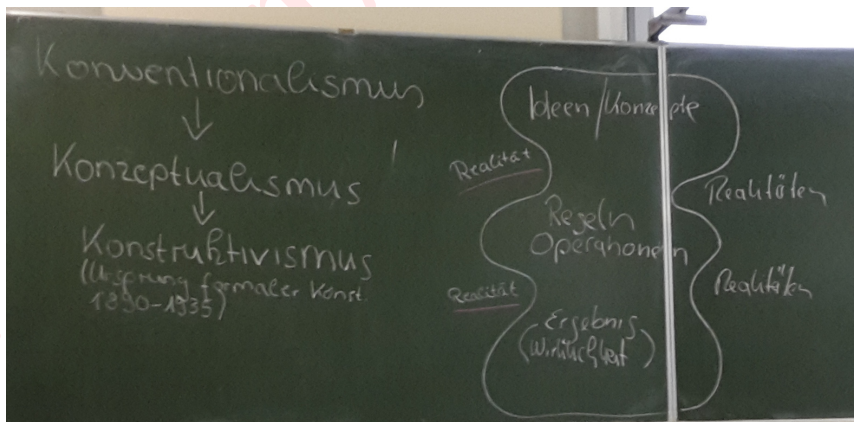 Konventionalismus
Konzeptualismus
Konstruktivismus
(Ursprung formaler Konst.
1890-1935)
Ideen/Konzepte
Realität
Realitäten
Regeln
Operationen
Realität
Realitäten
Ergebnis
(Wirklichkeit)